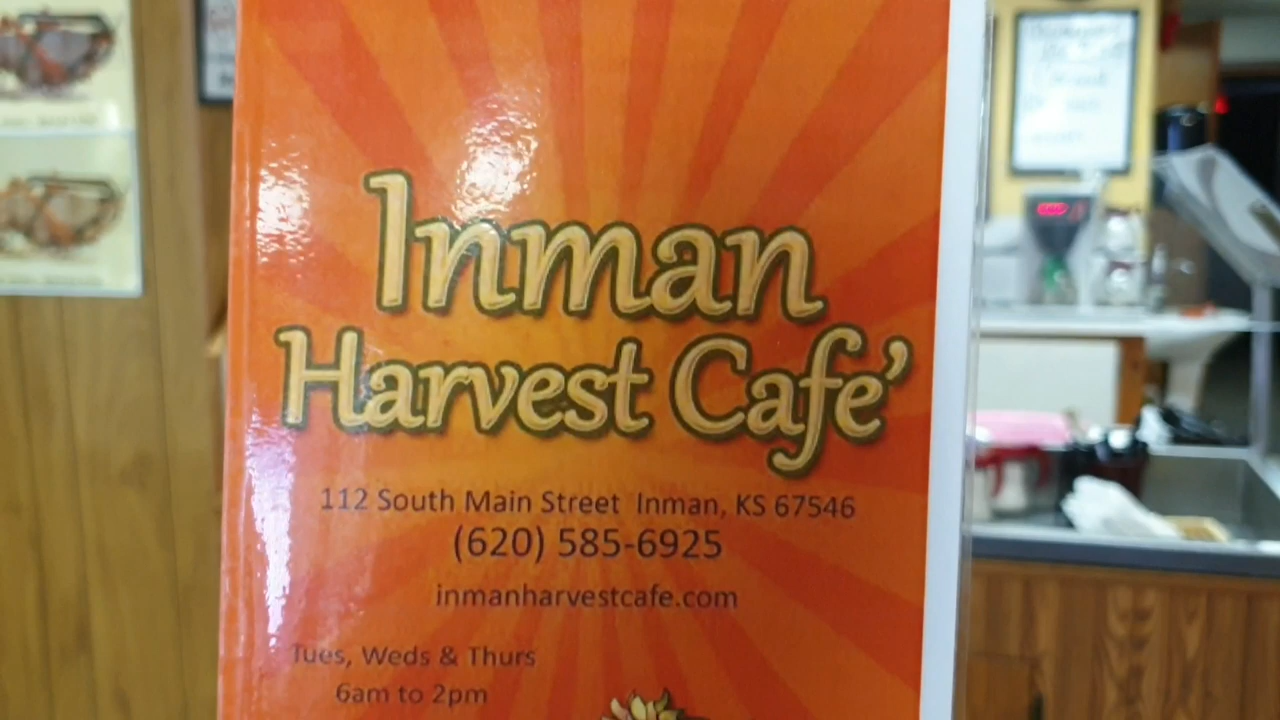 Inman
Harvest Cafe'
112 South Main Street Inman, KS 67546
(620) 585-6925
inmanharvestcafe.com
Tues, Weds & Thurs
6am to 2pm